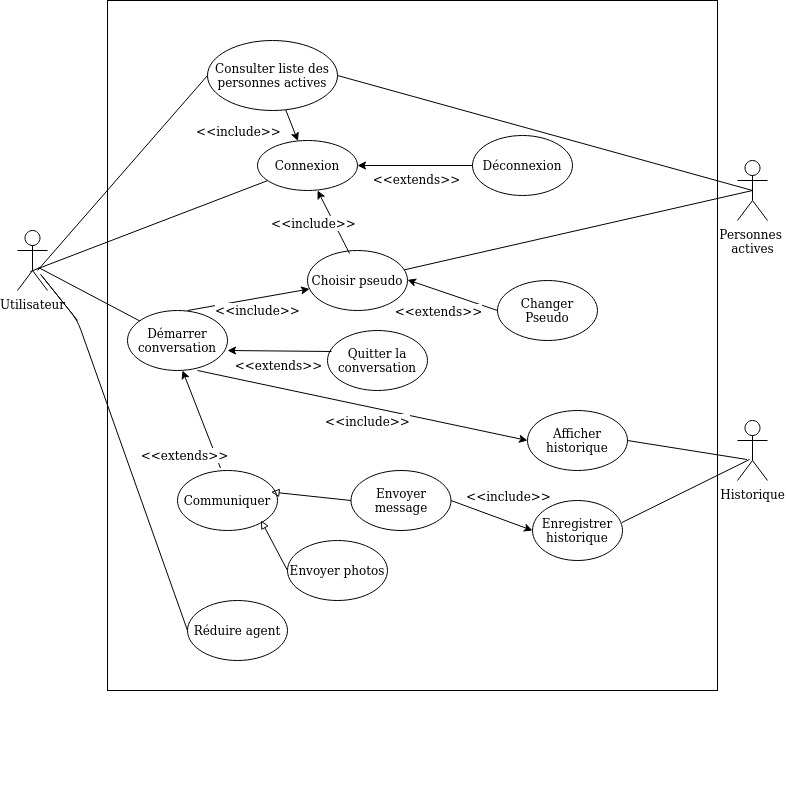 Consulter liste des
personnes actives
<<include>>
Connexion
Déconnexion
<<extends>>
<<include>>
Personnes
actives
Utilisateur
Choisir pseudo
<<include>>
<<extends>>
Changer
Pseudo
Démarrer
conversation
Quitter la
conversation
<<extends>>
<<include>>
Afficher
historique
<<extends>>
Communiquer
Envoyer
message
<<include>>
Historique
Enregistrer
historique
Envoyer photos
Réduire agent